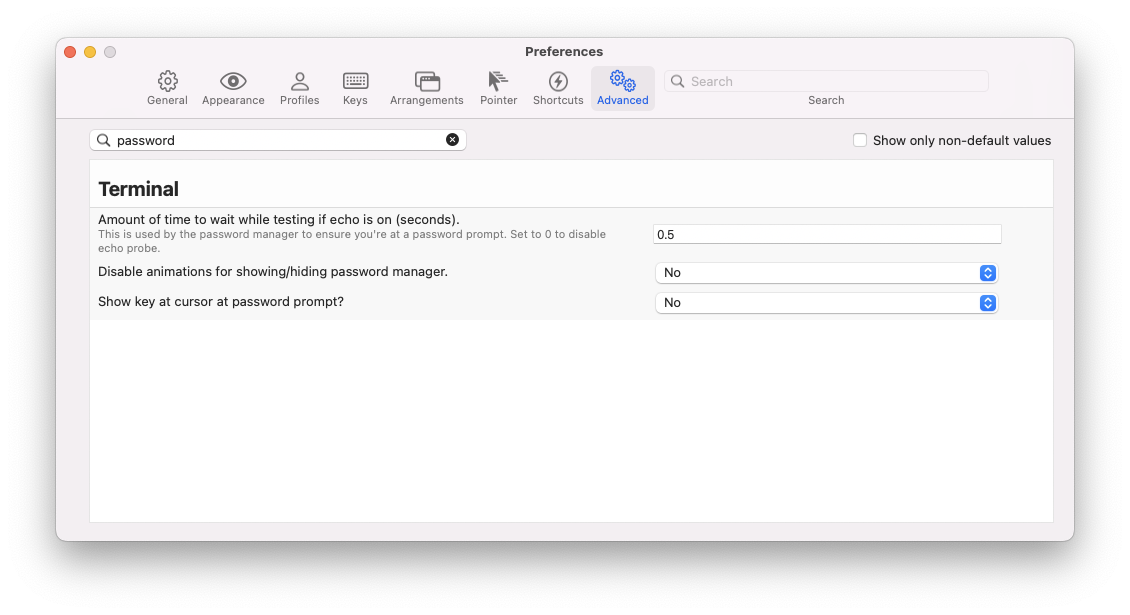 Preferences
General
Appearance
Profiles
Keys
Arrangements
Pointer
Shortcuts
Advanced
Search
Search
password
Show only non-default values
Terminal
Amount of time to wait while testing if echo is on (seconds).
This is used by the password manager to ensure you're at a password prompt. Set to 0 to disable
echo probe.
0.5
Disable animations for showing/hiding password manager.
No
Show key at cursor at password prompt?
No